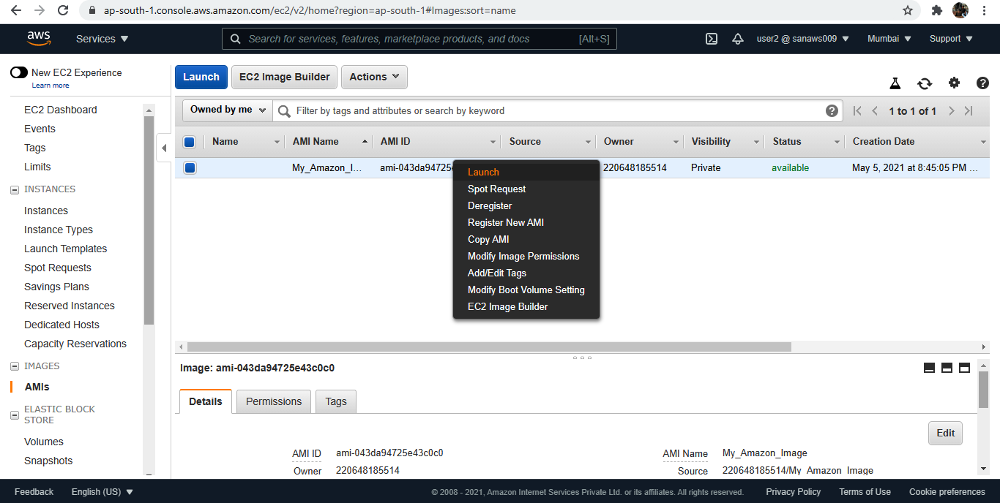 ap-south-1.console.aws.amazon.com/ec2/v2/home?region=ap-south-1#Images:sort=name
aws Services Search for services, features, marketplace products, and docs [Alt+S] user2 @ sanaws009 Mumbai Support
New EC2 Experience
Learn more
EC2 Dashboard
Events
Tags
Limits
INSTANCES
Instances
Instance Types
Launch Templates
Spot Requests
Savings Plans
Reserved Instances
Dedicated Hosts
Capacity Reservations
IMAGES
AMIs
ELASTIC BLOCK
STORE
Volumes
Snapshots
Launch EC2 Image Builder Actions
Owned by me Filter by tags and attributes or search by keyword 1 to 1 of 1
Name AMI Name AMI ID Source Owner Visibility Status Creation Date
My_Amazon_I... ami-043da94725e 220648185514 Private available May 5, 2021 at 8:45:05 PM ...
Launch
Spot Request
Deregister
Register New AMI
Copy AMI
Modify Image Permissions
Add/Edit Tags
Modify Boot Volume Setting
EC2 Image Builder
Image: ami-043da94725e43c0c0
Details Permissions Tags
Edit
AMI ID ami-043da94725e43c0c0 AMI Name My_Amazon_Image
Owner 220648185514 Source 220648185514/My_Amazon_Image
Feedback English (US) © 2008 - 2021, Amazon Internet Services Private Ltd. or its affiliates. All rights reserved. Privacy Policy Terms of Use Cookie preferences